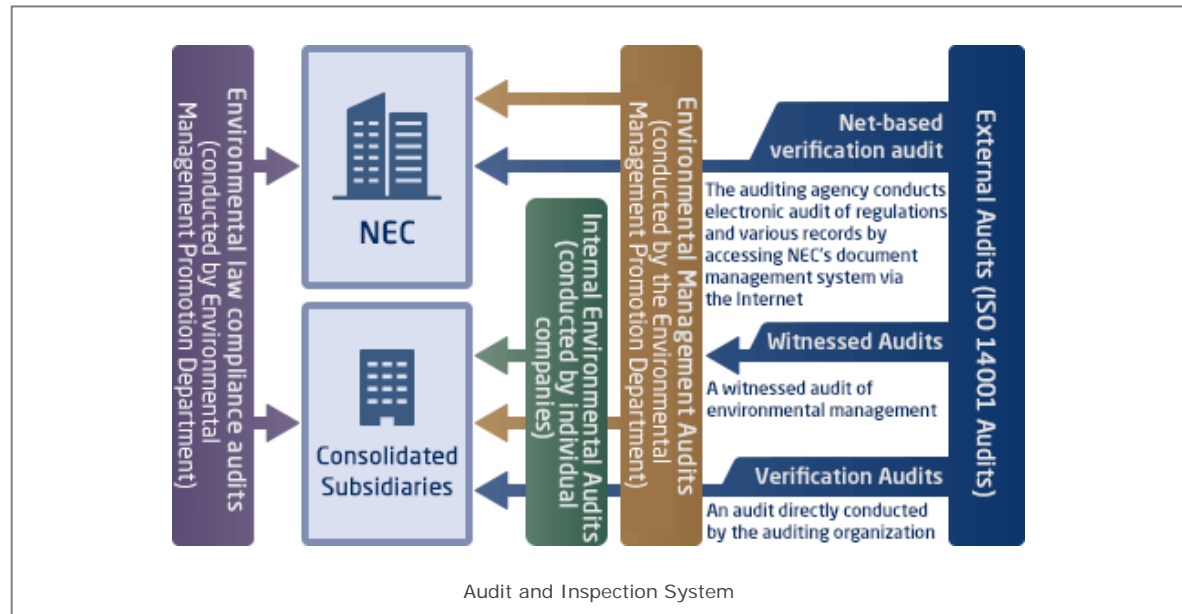 Environmental law compliance audits
(conducted by Environmental
Management Promotion Department)
NEC
Consolidated
Subsidiaries
Internal Environmental Audits
(conducted by individual
companies)
Environmental Management Audits
(conducted by the Environmental
Management Promotion Department)
Net-based
verification audit
The auditing agency conducts
electronic audit of regulations
and various records by
accessing NEC's document
management system via
the Internet
Witnessed Audits
A witnessed audit of
environmental management
Verification Audits
An audit directly conducted
by the auditing organization
External Audits (ISO 14001 Audits)
Audit and Inspection System